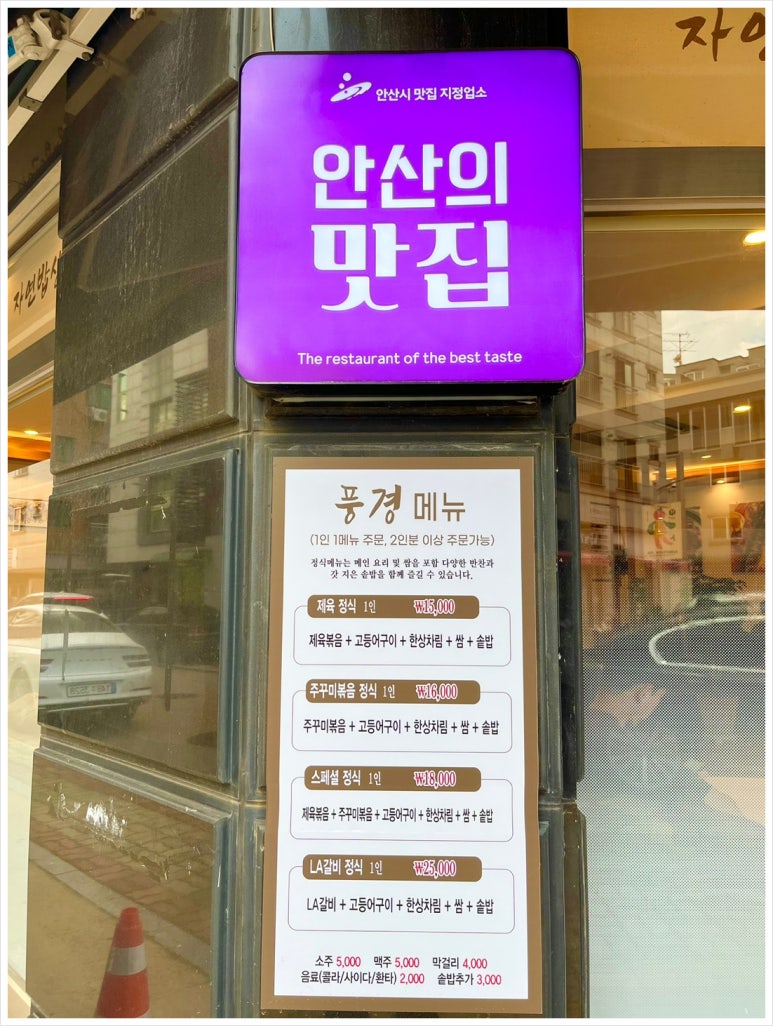 안산시 맛집 지정업소
안산의
맛집
The restaurant of the best taste
자연밥상
풍경 메뉴
(1인 1메뉴 주문, 2인분 이상 주문가능)
정식메뉴는 메인 요리 및 쌈을 포함 다양한 반찬과
갓 지은 솥밥을 함께 즐길 수 있습니다.
제육 정식 1인 ₩15,000
제육볶음 + 고등어구이 + 한상차림 + 쌈 + 솥밥
주꾸미볶음 정식 1인 ₩16,000
주꾸미볶음 + 고등어구이 + 한상차림 + 쌈 + 솥밥
스페셜 정식 1인 ₩18,000
제육볶음 + 주꾸미볶음 + 고등어구이 + 한상차림 + 쌈 + 솥밥
LA갈비 정식 1인 ₩25,000
LA갈비 + 고등어구이 + 한상차림 + 쌈 + 솥밥
소주 5,000 맥주 5,000 막걸리 4,000
음료(콜라/사이다/환타) 2,000 솥밥추가 3,000